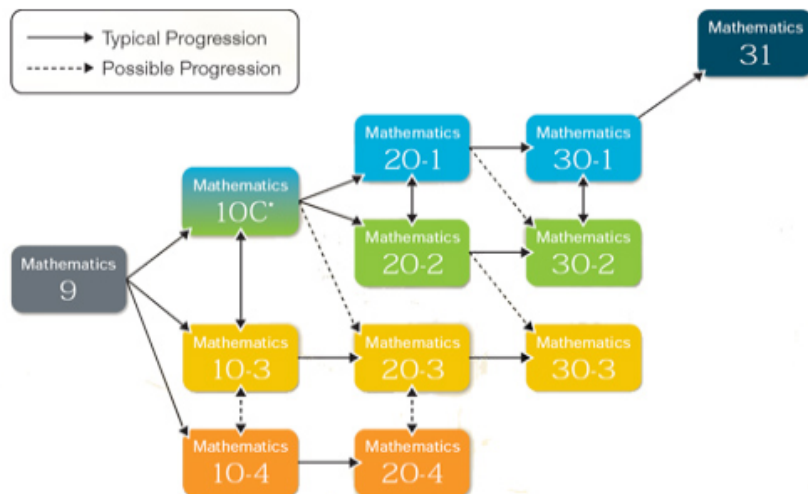 Typical Progression
Possible Progression
Mathematics
31
Mathematics
20-1
Mathematics
30-1
Mathematics
10C*
Mathematics
20-2
Mathematics
30-2
Mathematics
9
Mathematics
10-3
Mathematics
20-3
Mathematics
30-3
Mathematics
10-4
Mathematics
20-4